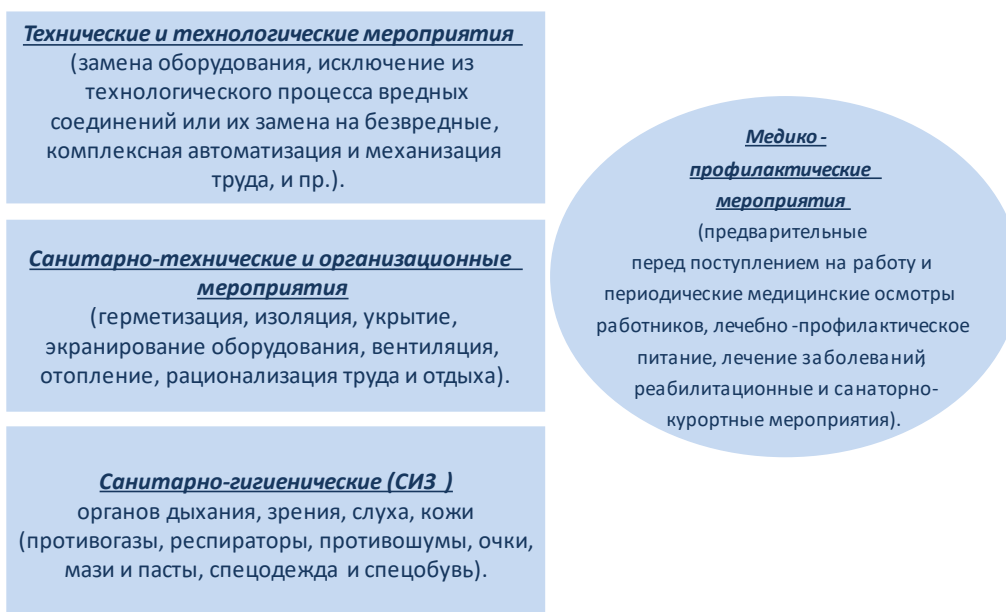 Технические и технологические мероприятия
(замена оборудования, исключение из
технологического процесса вредных
соединений или их замена на безвредные,
комплексная автоматизация и механизация
труда, и пр.).
Санитарно-технические и организационные
мероприятия
(герметизация, изоляция, укрытие,
экранирование оборудования, вентиляция,
отопление, рационализация труда и отдыха).
Санитарно-гигиенические (СИЗ )
органов дыхания, зрения, слуха, кожи
(противогазы, респираторы, противошумы, очки,
мази и пасты, спецодежда и спецобувь).
Медико -
профилактические
мероприятия
(предварительные
перед поступлением на работу и
периодические медицинские осмотры
работников, лечебно -профилактическое
питание, лечение заболеваний,
реабилитационные и санаторно-
курортные мероприятия).